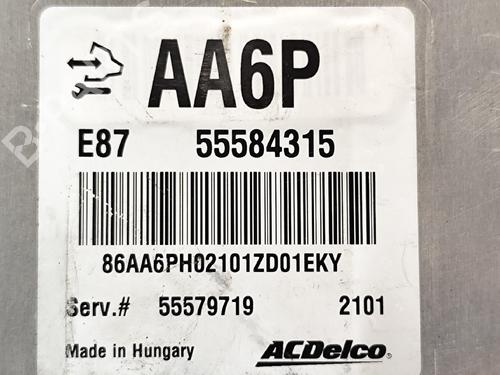 AA6P
E87 55584315
86AA6PH02101ZD01EKY
Serv.# 55579719 2101
Made in Hungary ACDelco